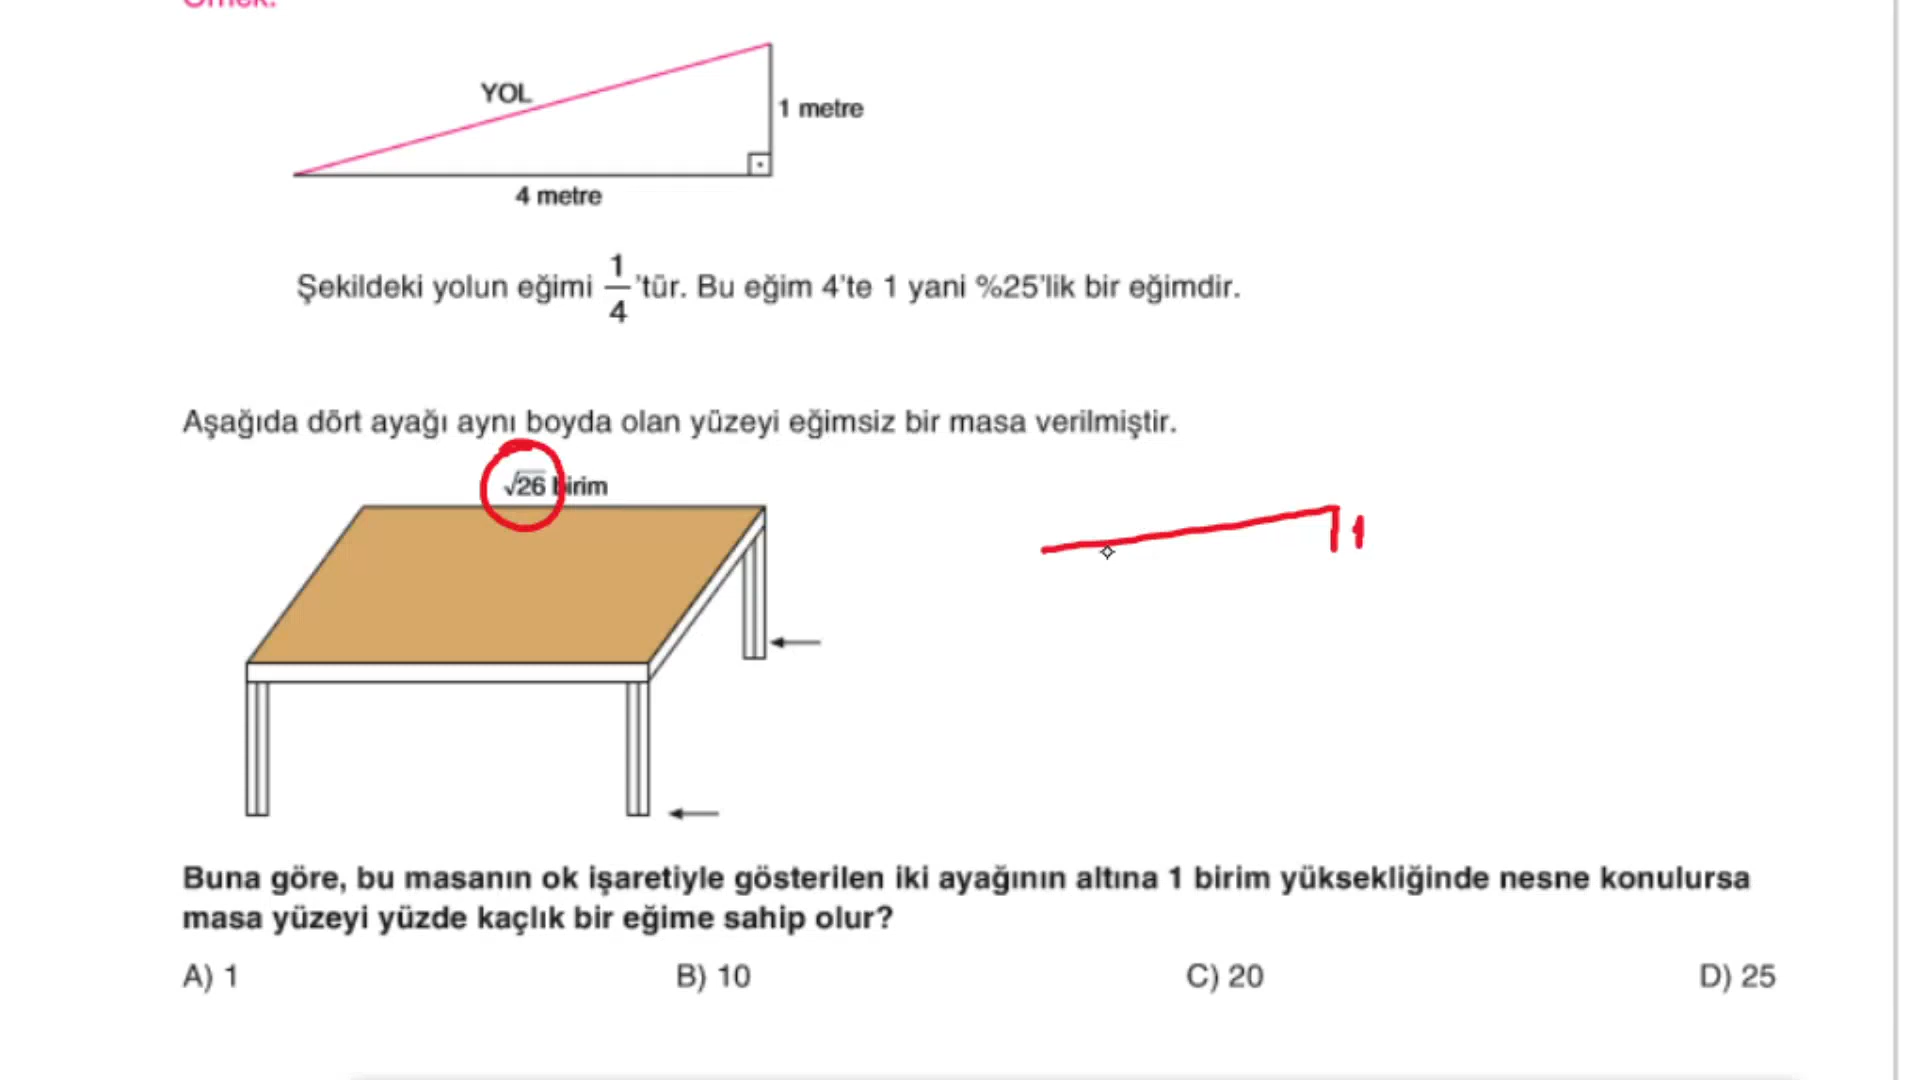 Örnek:
YOL
1 metre
4 metre
Şekildeki yolun eğimi 1/4 'tür. Bu eğim 4'te 1 yani %25'lik bir eğimdir.
Aşağıda dört ayağı aynı boyda olan yüzeyi eğimsiz bir masa verilmiştir.
√26 birim
1
Buna göre, bu masanın ok işaretiyle gösterilen iki ayağının altına 1 birim yüksekliğinde nesne konulursa
masa yüzeyi yüzde kaçlık bir eğime sahip olur?
A) 1 B) 10 C) 20 D) 25